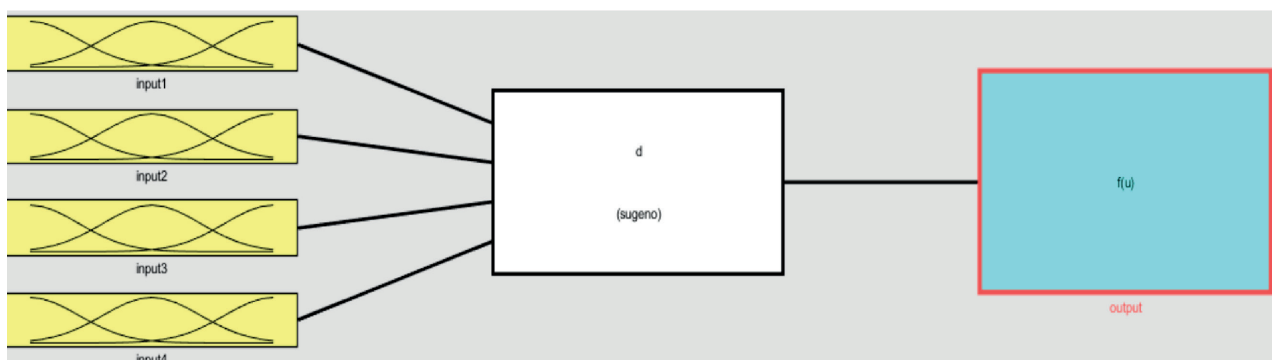 input1
input2
input3
input4
d
(sugeno)
f(u)
output